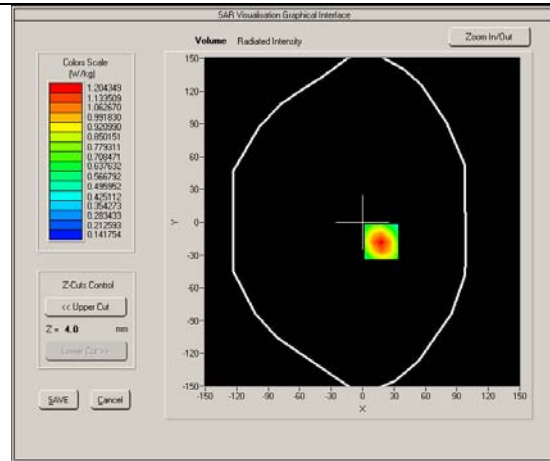 SAR Visualisation Graphical Interface
Volume Radiated Intensity
Zoom In/Out
Colors Scale
(W/kg)
1.204349
1.133509
1.062670
0.991830
0.920990
0.850151
0.779311
0.708471
0.637632
0.566792
0.495952
0.425112
0.354273
0.283433
0.212593
0.141754
Z-Cuts Control
<< Upper Cut
Z = 4.0 mm
Lower Cut >>
SAVE
Cancel
150
120
90
60
30
0
-30
-60
-90
-120
-150
Y
-150 -120 -90 -60 -30 0 30 60 90 120 150
X